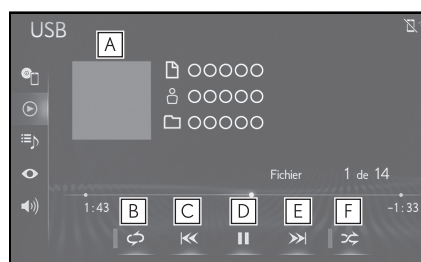 USB
A
OOOOO
OOOOO
OOOOO
Fichier 1 de 14
1:43 B C D E F -1:33